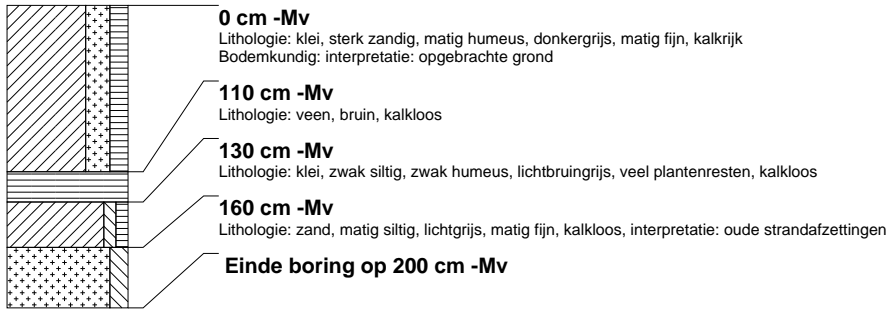 0 cm -Mv
Lithologie: klei, sterk zandig, matig humeus, donkergrijs, matig fijn, kalkrijk
Bodemkundig: interpretatie: opgebrachte grond
110 cm -Mv
Lithologie: veen, bruin, kalkloos
130 cm -Mv
Lithologie: klei, zwak siltig, zwak humeus, lichtbruingrijs, veel plantenresten, kalkloos
160 cm -Mv
Lithologie: zand, matig siltig, lichtgrijs, matig fijn, kalkloos, interpretatie: oude strandafzettingen
Einde boring op 200 cm -Mv